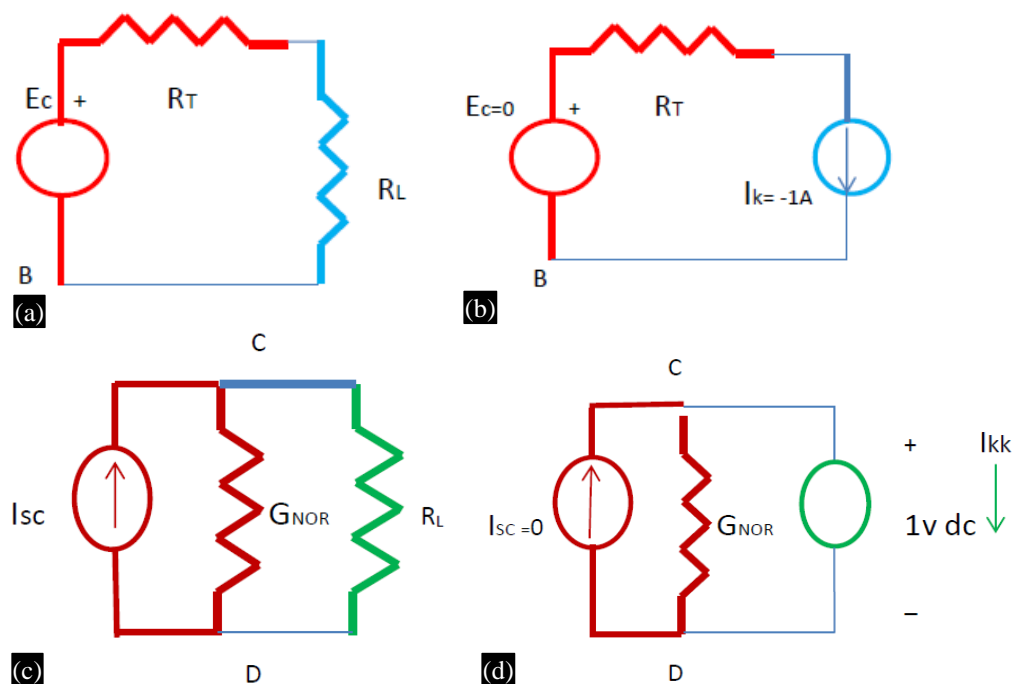 Ec +
RT
RL
B
(a)
Ec=0 +
RT
Ik= -1A
B
(b)
C
Isc
GNOR
RL
D
(c)
C
ISC =0
GNOR
+
1v dc
–
Ikk
D
(d)